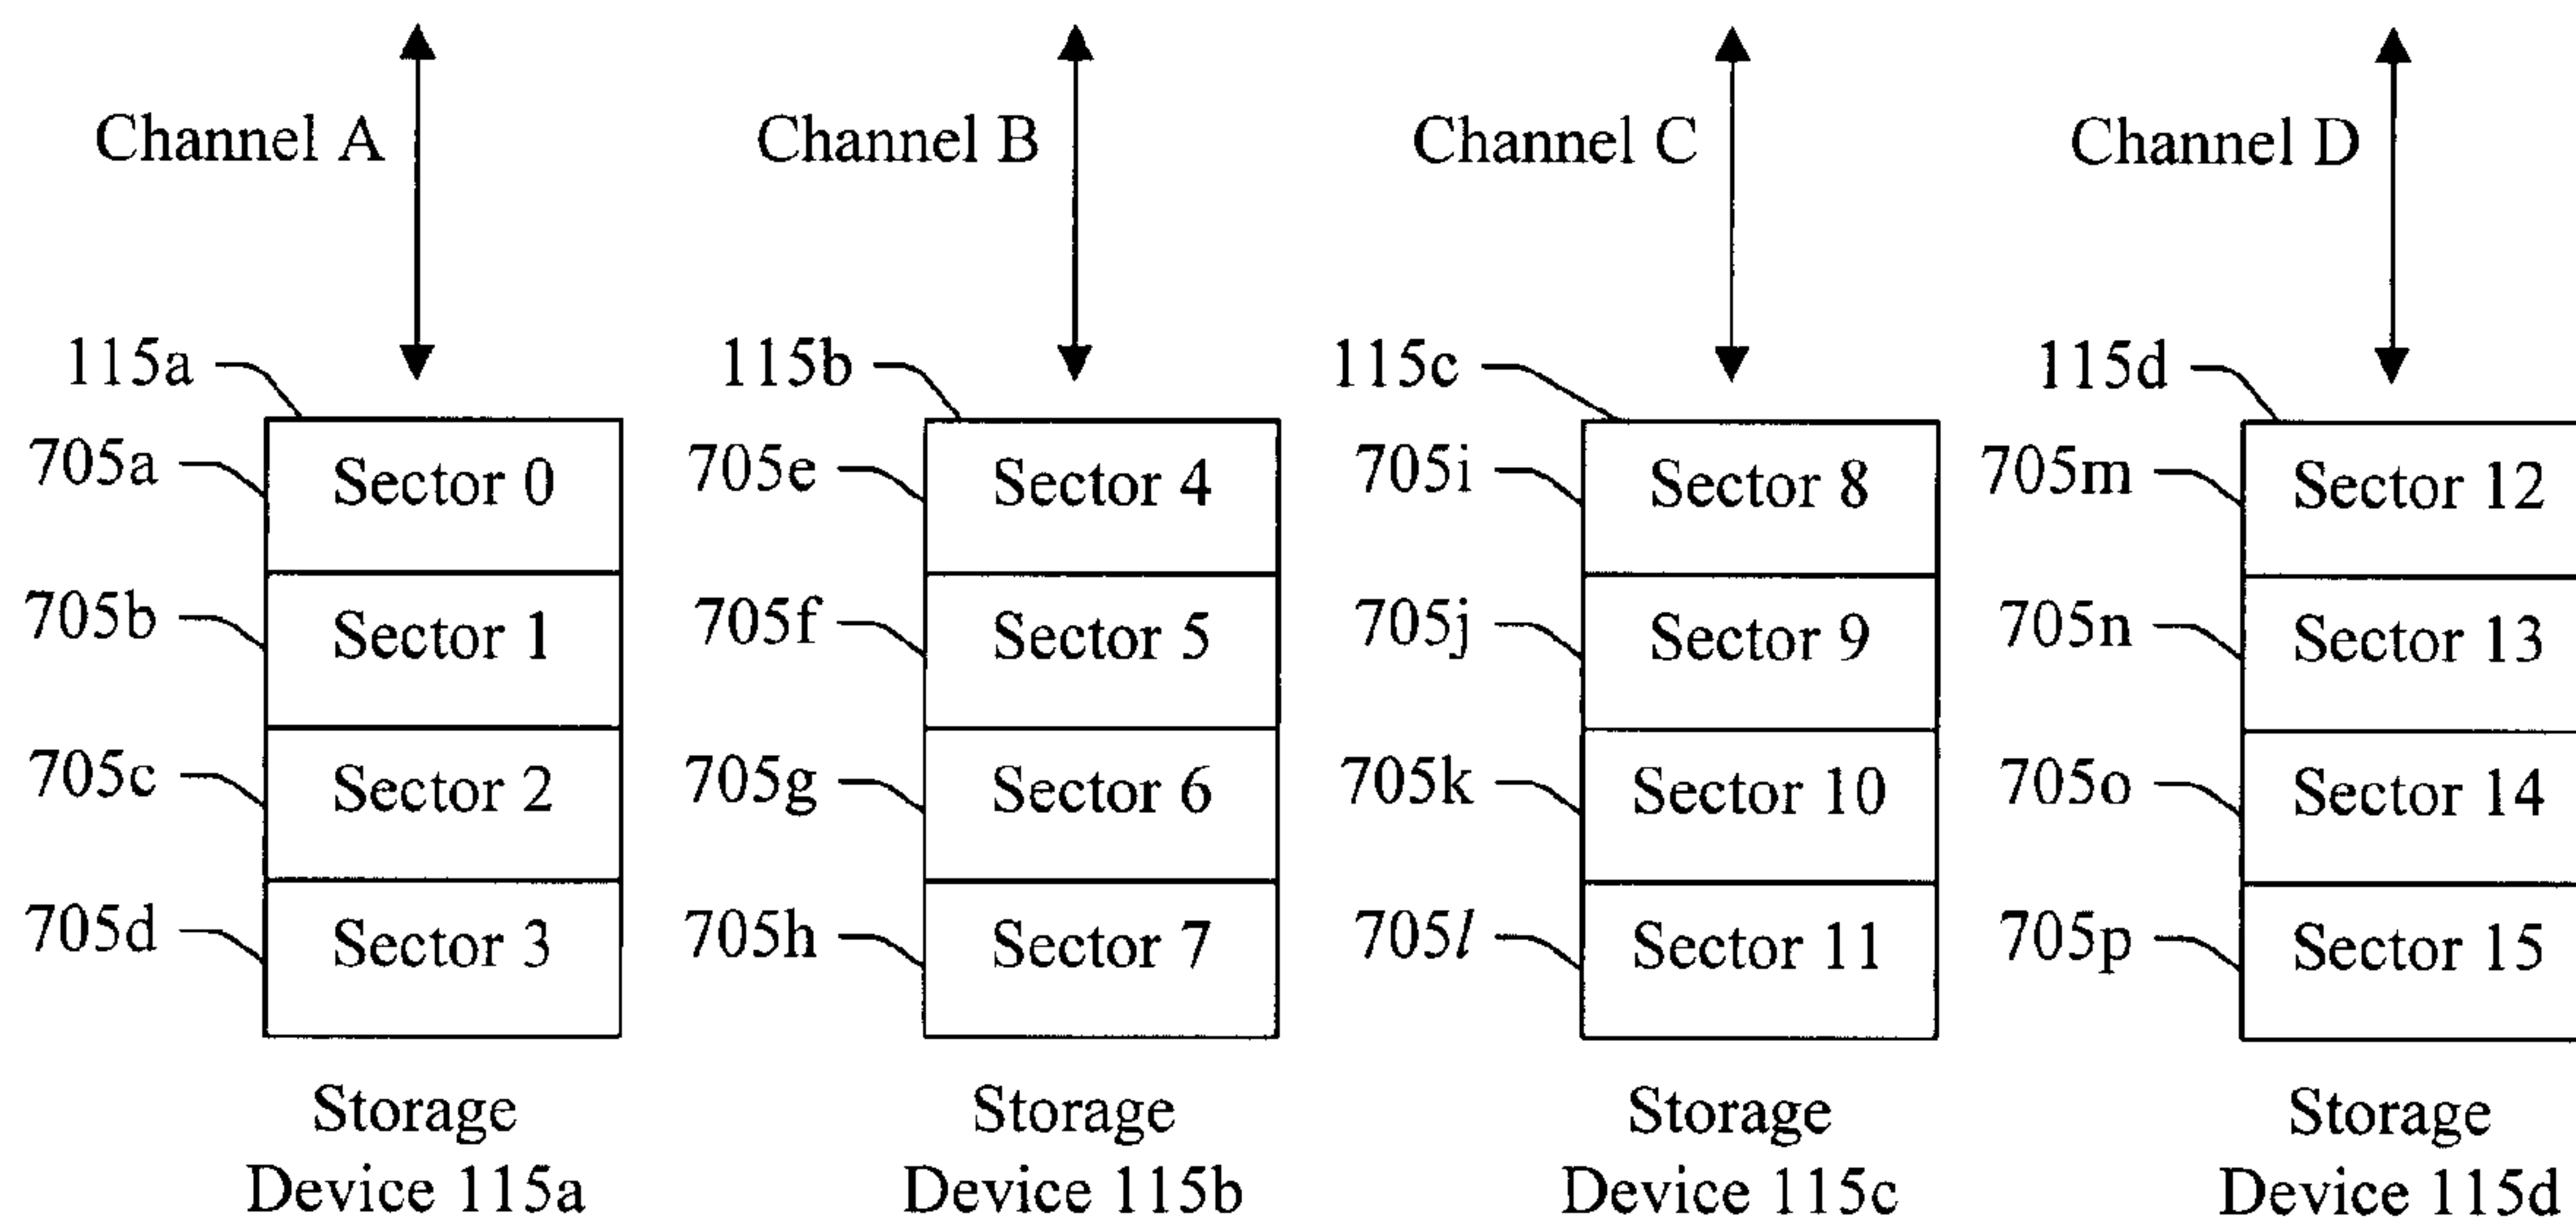 Channel A
Channel B
Channel C
Channel D
115a
115b
115c
115d
705a
Sector 0
705e
Sector 4
705i
Sector 8
705m
Sector 12
705b
Sector 1
705f
Sector 5
705j
Sector 9
705n
Sector 13
705c
Sector 2
705g
Sector 6
705k
Sector 10
705o
Sector 14
705d
Sector 3
705h
Sector 7
705l
Sector 11
705p
Sector 15
Storage
Device 115a
Storage
Device 115b
Storage
Device 115c
Storage
Device 115d